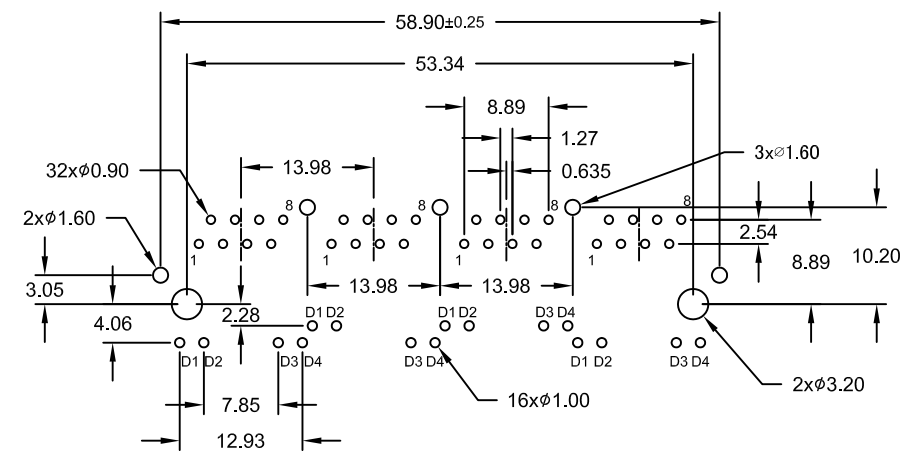 58.90±0.25
53.34
8.89
1.27
0.635
3x∅1.60
32xφ0.90
13.98
2xφ1.60
8 8 8 8
2.54
10.20
8.89
1 1 1 1
3.05
13.98 13.98
4.06
2.28
D1 D2 D1 D2 D3 D4
D1 D2 D3 D4 D3 D4 D1 D2 D3 D4
2xφ3.20
7.85
16xφ1.00
12.93